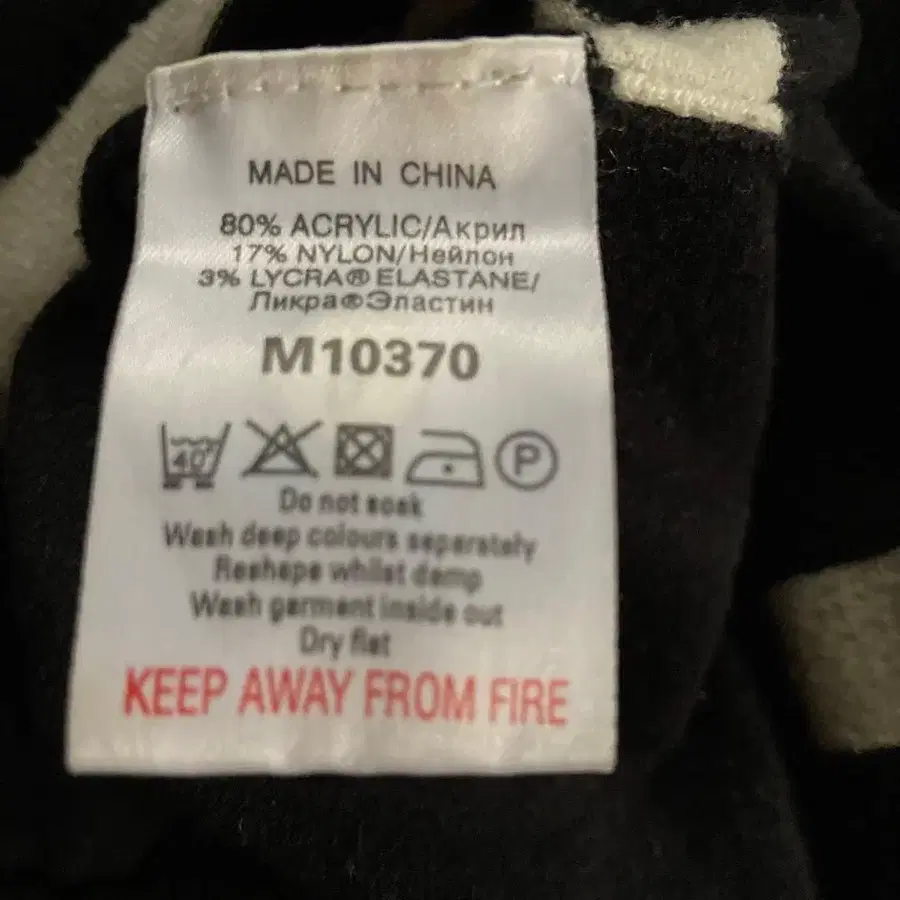 MADE IN CHINA
80% ACRYLIC/Акрил
17% NYLON/Нейлон
3% LYCRA® ELASTANE/
Ликра®Эластин
M10370
40° P
Do not soak
Wash deep colours separately
Reshape whilst damp
Wash garment inside out
Dry flat
KEEP AWAY FROM FIRE